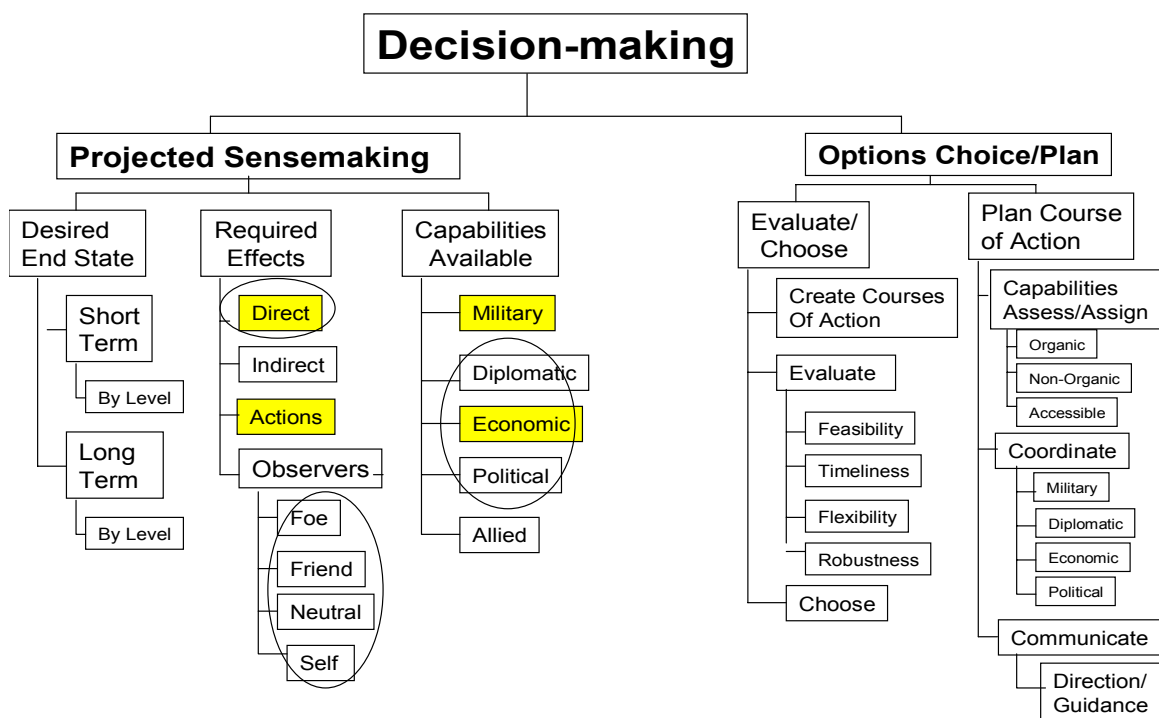 Decision-making
Projected Sensemaking
Options Choice/Plan
Desired
End State
Short
Term
By Level
Long
Term
By Level
Required
Effects
Direct
Indirect
Actions
Observers
Foe
Friend
Neutral
Self
Capabilities
Available
Military
Diplomatic
Economic
Political
Allied
Evaluate/
Choose
Create Courses
Of Action
Evaluate
Feasibility
Timeliness
Flexibility
Robustness
Choose
Plan Course
of Action
Capabilities
Assess/Assign
Organic
Non-Organic
Accessible
Coordinate
Military
Diplomatic
Economic
Political
Communicate
Direction/
Guidance